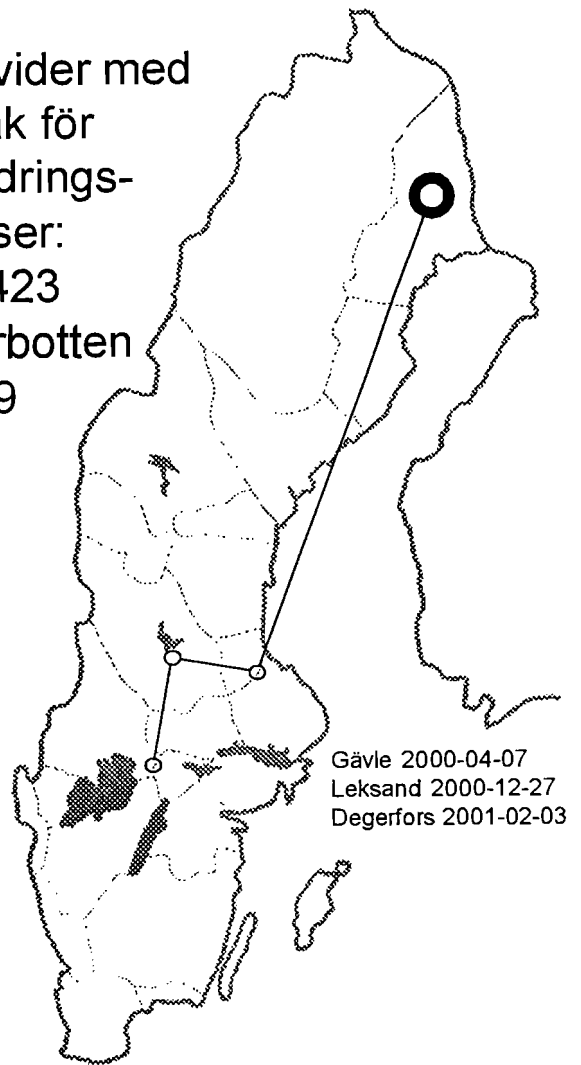 vider med
ak för
drings-
ser:
423
rbotten
9
Gävle 2000-04-07
Leksand 2000-12-27
Degerfors 2001-02-03